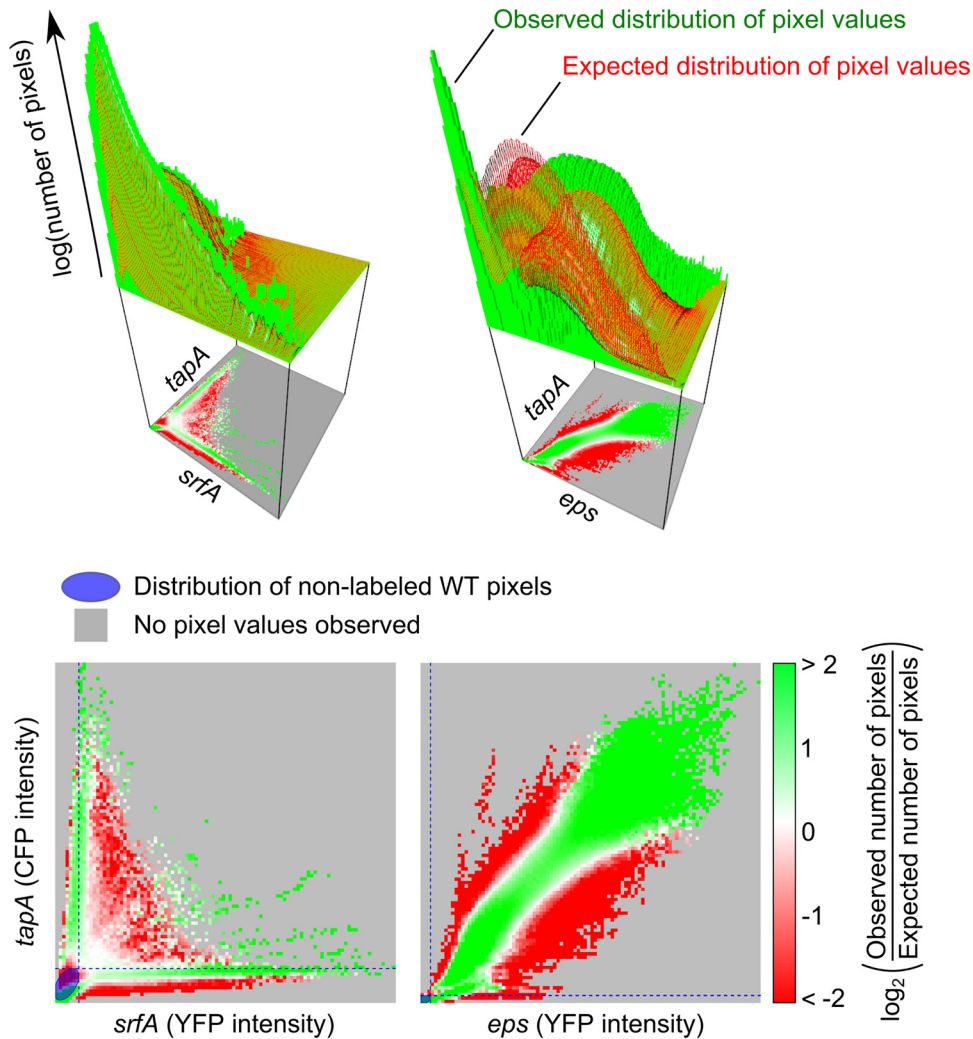 Observed distribution of pixel values
Expected distribution of pixel values
log(number of pixels)
tapA
srfA
tapA
eps
Distribution of non-labeled WT pixels
No pixel values observed
tapA (CFP intensity)
srfA (YFP intensity)
eps (YFP intensity)
> 2
1
0
-1
< -2
log₂ (Observed number of pixels
Expected number of pixels)